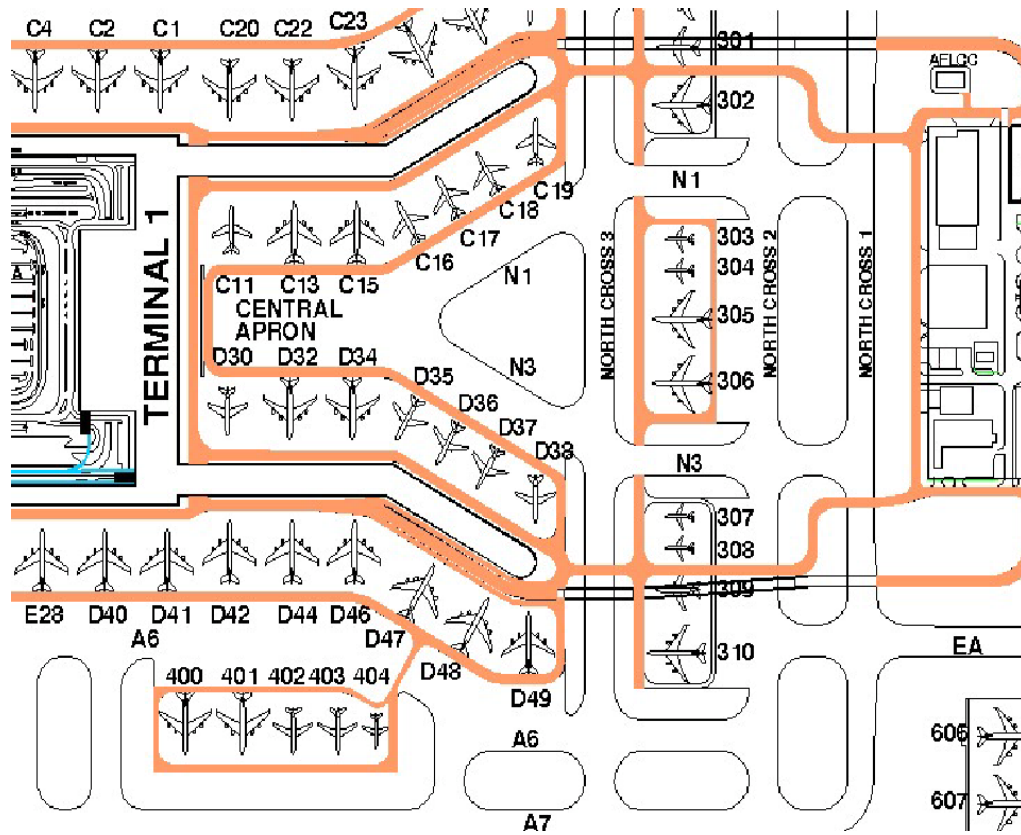 C4 C2 C1 C20 C22 C23
301
AFLCC
302
C19
N1
C18
C17
C16
303
304
305
306
C11 C13 C15
CENTRAL
APRON
N1
N3
TERMINAL 1
NORTH CROSS 3
NORTH CROSS 2
NORTH CROSS 1
A
D30 D32 D34
D35
D36
D37
D38
N3
307
308
309
310
E28 D40 D41 D42 D44 D46
D47
D48
D49
A6
EA
400 401 402 403 404
A6
A7
606
607